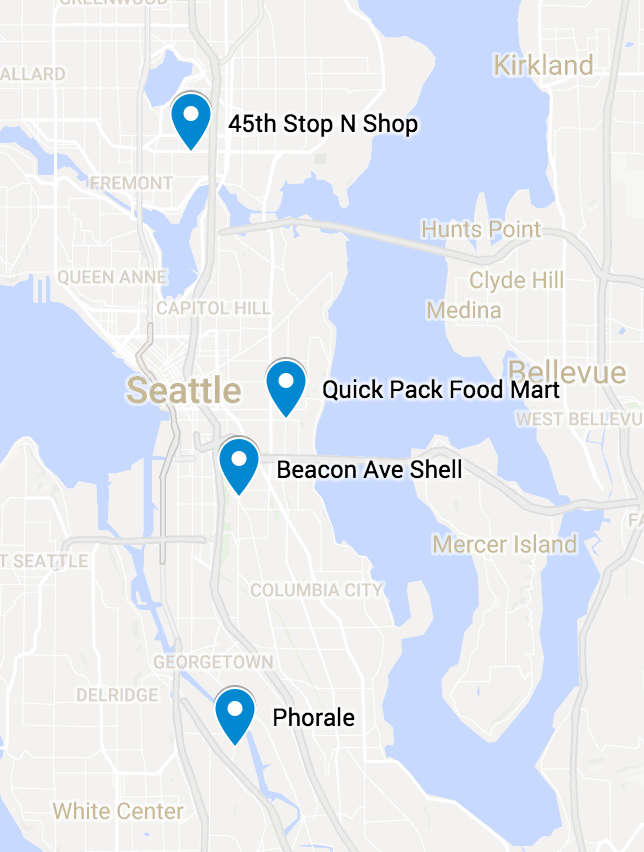 GREENWOOD
ALLARD
Kirkland
45th Stop N Shop
FREMONT
Hunts Point
QUEEN ANNE
Clyde Hill
CAPITOL HILL
Medina
Bellevue
Seattle
Quick Pack Food Mart
WEST BELLEVU
Beacon Ave Shell
FA
Mercer Island
T SEATTLE
COLUMBIA CITY
GEORGETOWN
DELRIDGE
Phorale
White Center